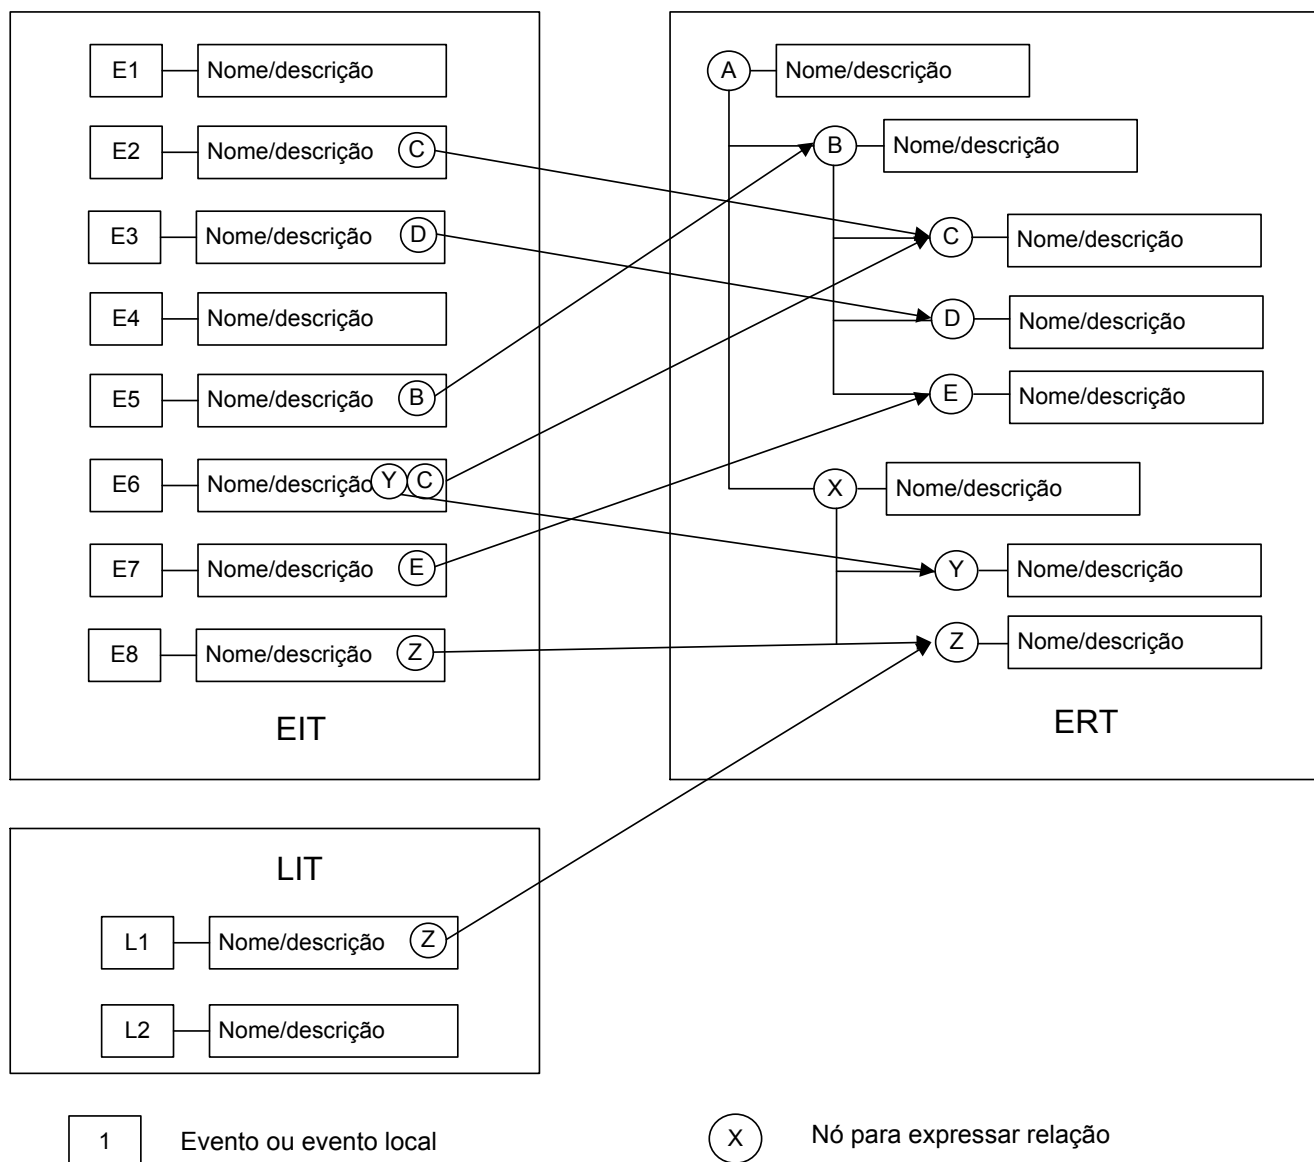 E1 Nome/descrição
E2 Nome/descrição C
E3 Nome/descrição D
E4 Nome/descrição
E5 Nome/descrição B
E6 Nome/descrição Y C
E7 Nome/descrição E
E8 Nome/descrição Z
EIT
A Nome/descrição
B Nome/descrição
C Nome/descrição
D Nome/descrição
E Nome/descrição
X Nome/descrição
Y Nome/descrição
Z Nome/descrição
ERT
LIT
L1 Nome/descrição Z
L2 Nome/descrição
1 Evento ou evento local
X Nó para expressar relação